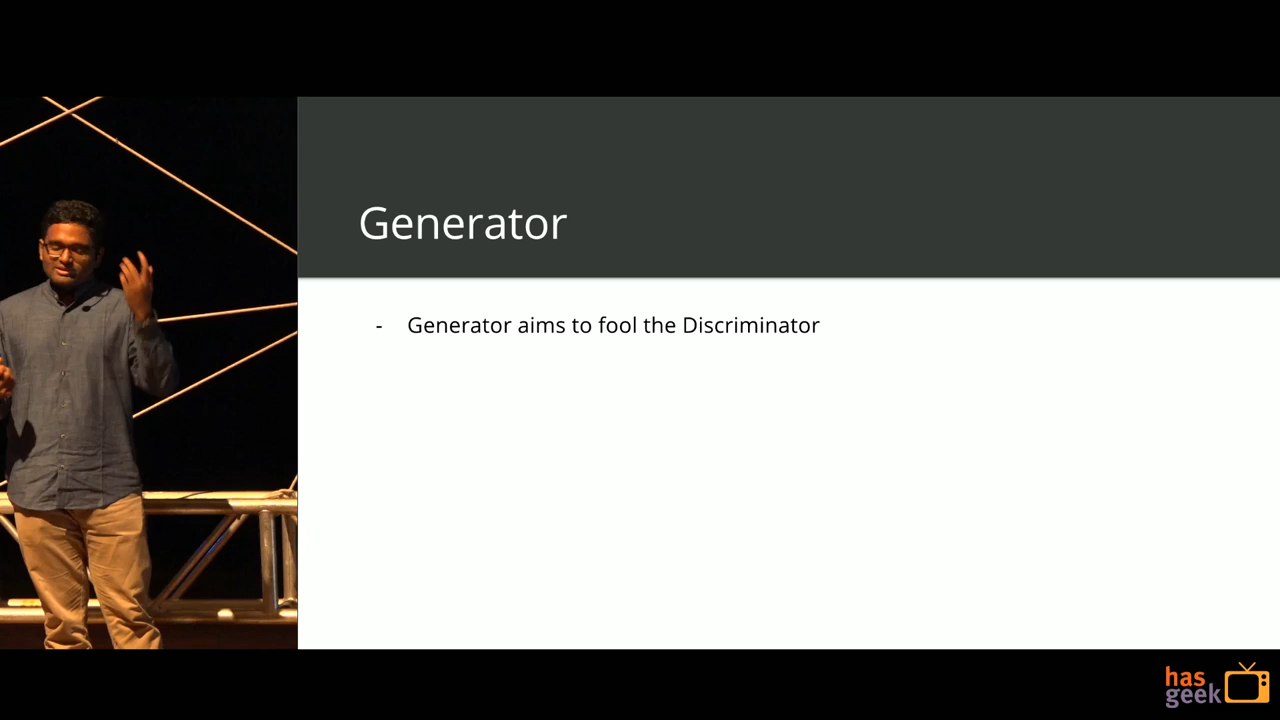 Generator
- Generator aims to fool the Discriminator
has
geek